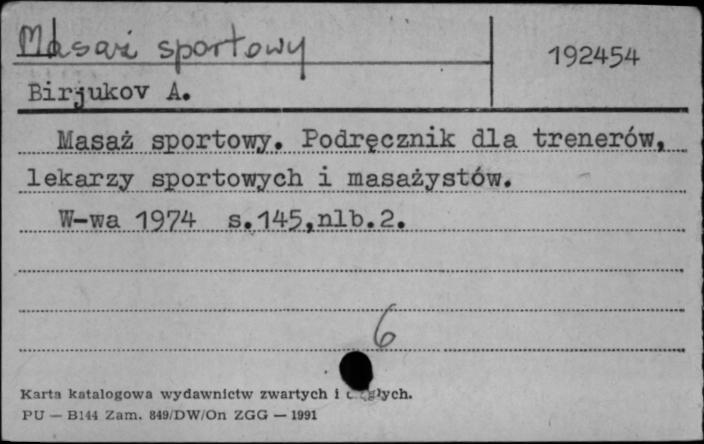 Masaż sportowy
192454
Birjukov A.
Masaż sportowy. Podręcznik dla trenerów,
lekarzy sportowych i masażystów.
W-wa 1974 s.145,nlb.2.
6
Karta katalogowa wydawnictw zwartych i ciągłych.
PU — B144 Zam. 849/DW/On ZGG — 1991